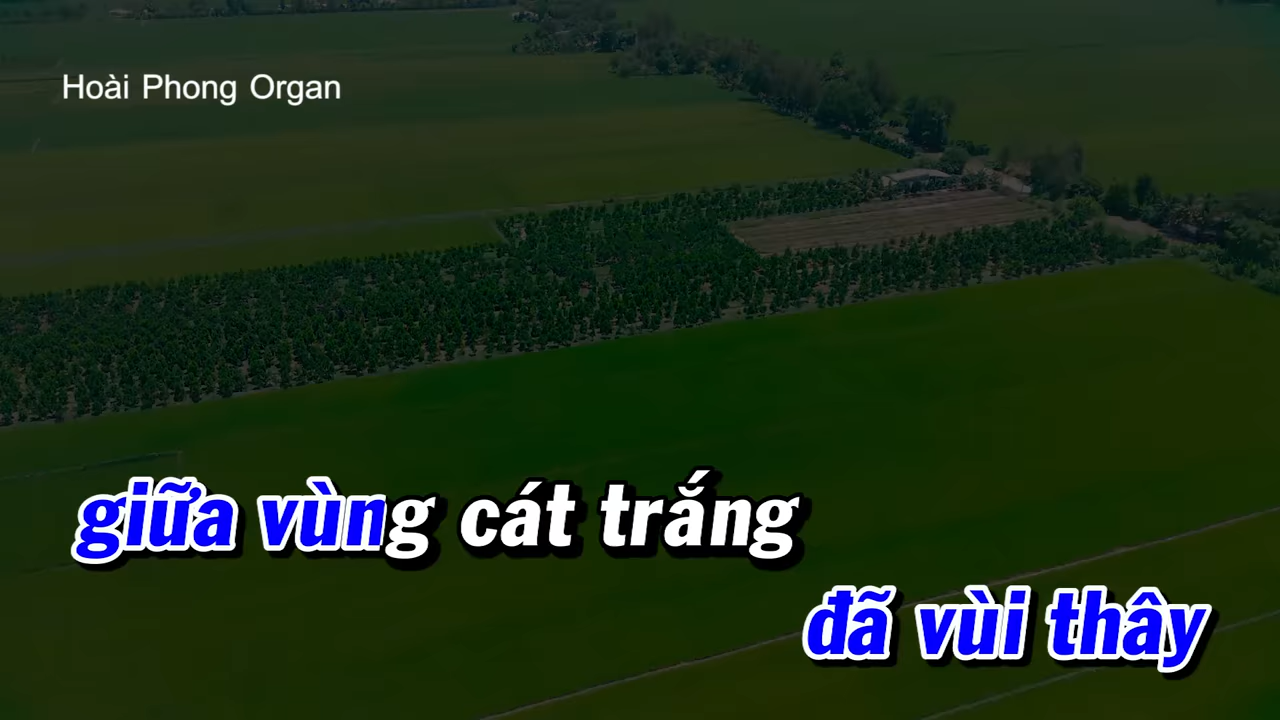 Hoài Phong Organ
giữa vùng cát trắng
đã vùi thây